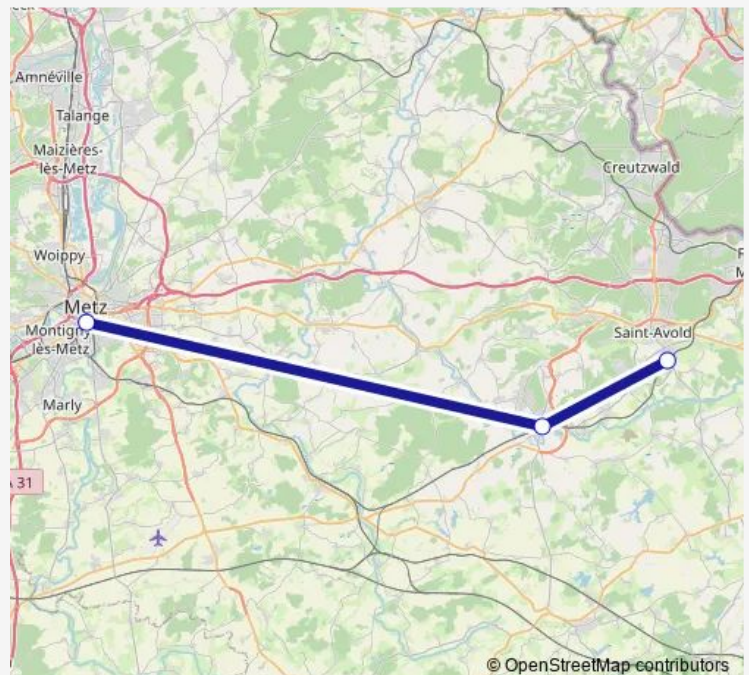 Amnéville
Talange
Maizières-
lès-Metz
Creutzwald
Woippy
Metz
Montigny
lès-Metz
Saint-Avold
Marly
31
© OpenStreetMap contributors